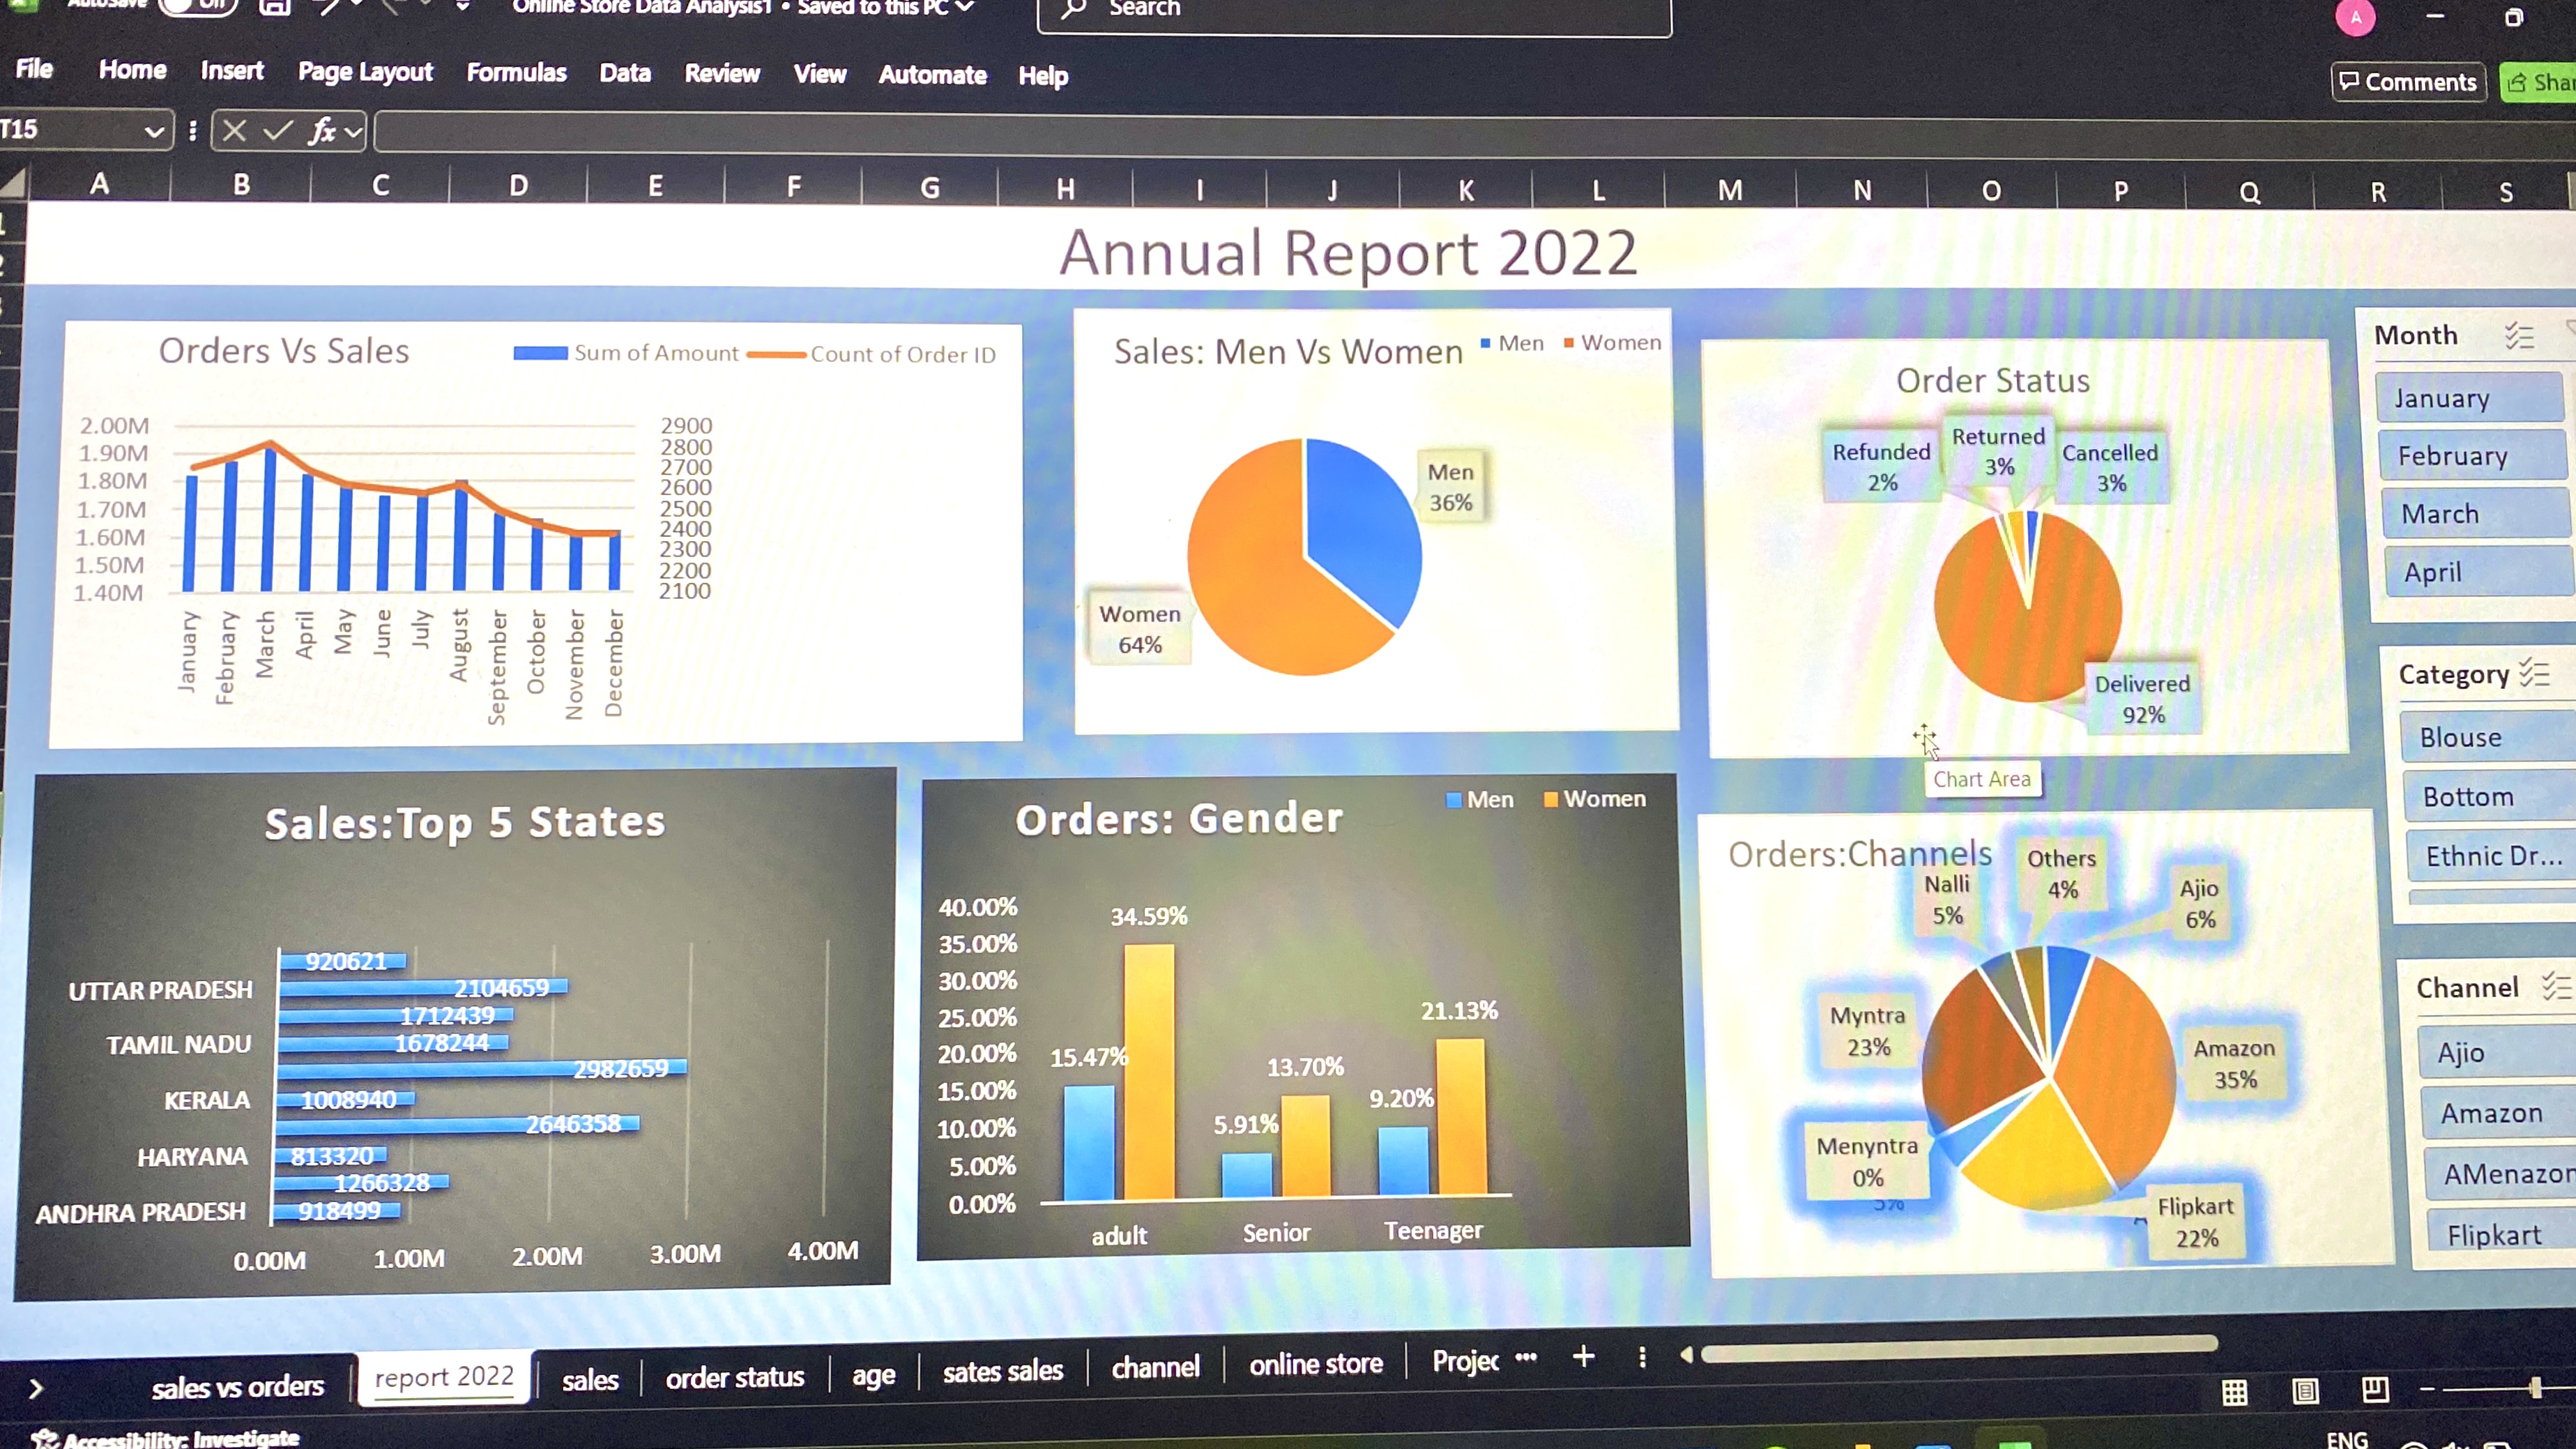 AutoSave Off Online Store Data Analysis1 • Saved to this PC Search A
File Home Insert Page Layout Formulas Data Review View Automate Help Comments Shar
T15 fx
A B C D E F G H I J K L M N O P Q R S
Annual Report 2022
Orders Vs Sales Sum of Amount Count of Order ID
2.00M 2900
1.90M 2800
1.80M 2700
1.70M 2600
1.60M 2500
1.50M 2400
1.40M 2300
2200
2100
January February March April May June July August September October November December
Sales: Men Vs Women Men Women
Men
36%
Women
64%
Order Status
Refunded
2%
Returned
3%
Cancelled
3%
Delivered
92%
Chart Area
Month
January
February
March
April
Category
Blouse
Bottom
Ethnic Dr...
Channel
Ajio
Amazon
AMenazon
Flipkart
Sales:Top 5 States
920621
UTTAR PRADESH 2104659
1712439
TAMIL NADU 1678244
2982659
KERALA 1008940
2646358
HARYANA 813320
1266328
ANDHRA PRADESH 918499
0.00M 1.00M 2.00M 3.00M 4.00M
Orders: Gender Men Women
40.00%
35.00%
30.00%
25.00%
20.00%
15.00%
10.00%
5.00%
0.00%
15.47% 34.59%
5.91% 13.70%
9.20% 21.13%
adult Senior Teenager
Orders:Channels
Nalli
5%
Others
4%
Ajio
6%
Myntra
23%
Amazon
35%
Menyntra
0%
Flipkart
22%
sales vs orders report 2022 sales order status age sates sales channel online store Projec ...
Accessibility: Investigate ENG